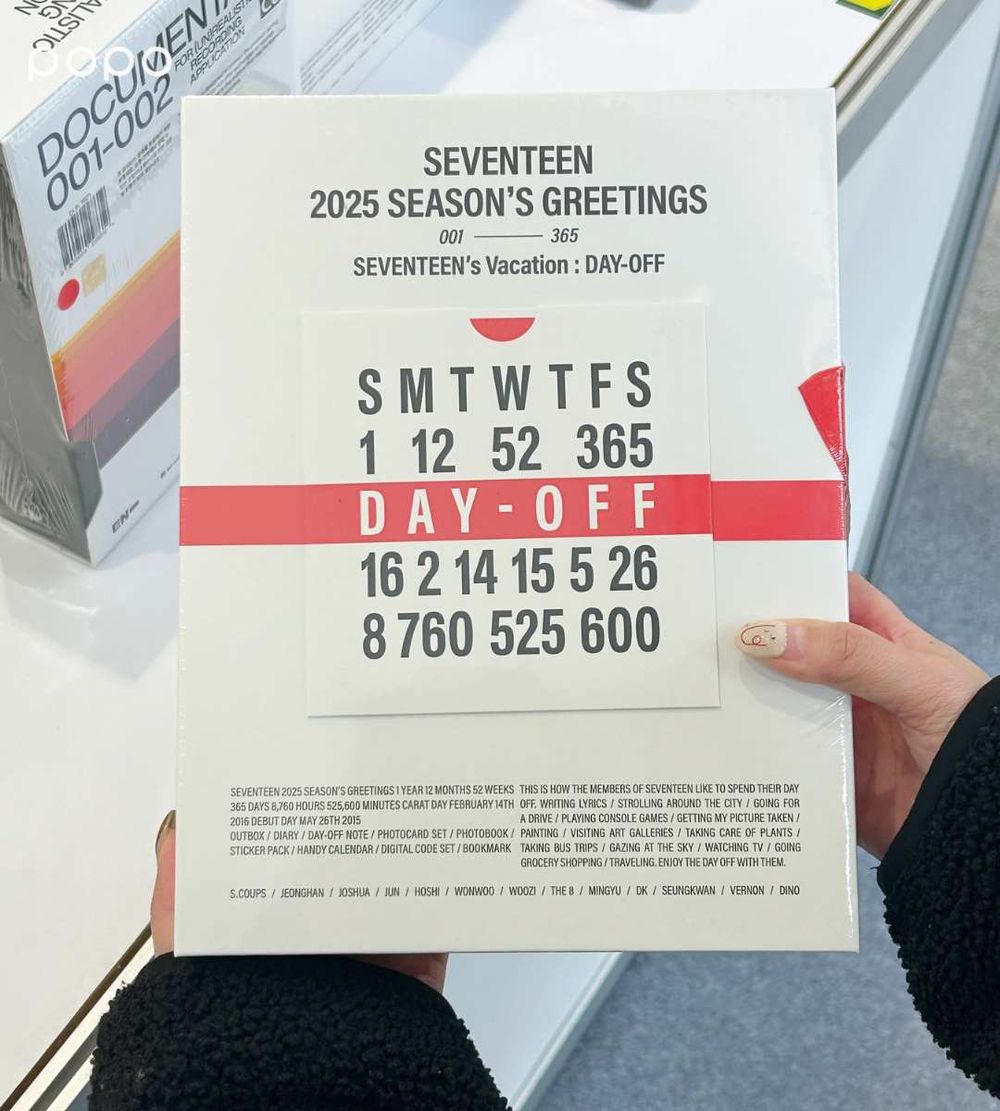 popo
DOCUMENTA
001-002
FOR (UN)REALISTIC
RECORDING
APPLICATION
SEVENTEEN
2025 SEASON'S GREETINGS
001 ——— 365
SEVENTEEN's Vacation : DAY-OFF
S M T W T F S
1 12 52 365
DAY-OFF
16 2 14 15 5 26
8 760 525 600
SEVENTEEN 2025 SEASON'S GREETINGS 1 YEAR 12 MONTHS 52 WEEKS
365 DAYS 8,760 HOURS 525,600 MINUTES CARAT DAY FEBRUARY 14TH
2016 DEBUT DAY MAY 26TH 2015
OUTBOX / DIARY / DAY-OFF NOTE / PHOTOCARD SET / PHOTOBOOK /
STICKER PACK / HANDY CALENDAR / DIGITAL CODE SET / BOOKMARK
THIS IS HOW THE MEMBERS OF SEVENTEEN LIKE TO SPEND THEIR DAY
OFF. WRITING LYRICS / STROLLING AROUND THE CITY / GOING FOR
A DRIVE / PLAYING CONSOLE GAMES / GETTING MY PICTURE TAKEN /
PAINTING / VISITING ART GALLERIES / TAKING CARE OF PLANTS /
TAKING BUS TRIPS / GAZING AT THE SKY / WATCHING TV / GOING
GROCERY SHOPPING / TRAVELING. ENJOY THE DAY OFF WITH THEM.
S.COUPS / JEONGHAN / JOSHUA / JUN / HOSHI / WONWOO / WOOZI / THE 8 / MINGYU / DK / SEUNGKWAN / VERNON / DINO